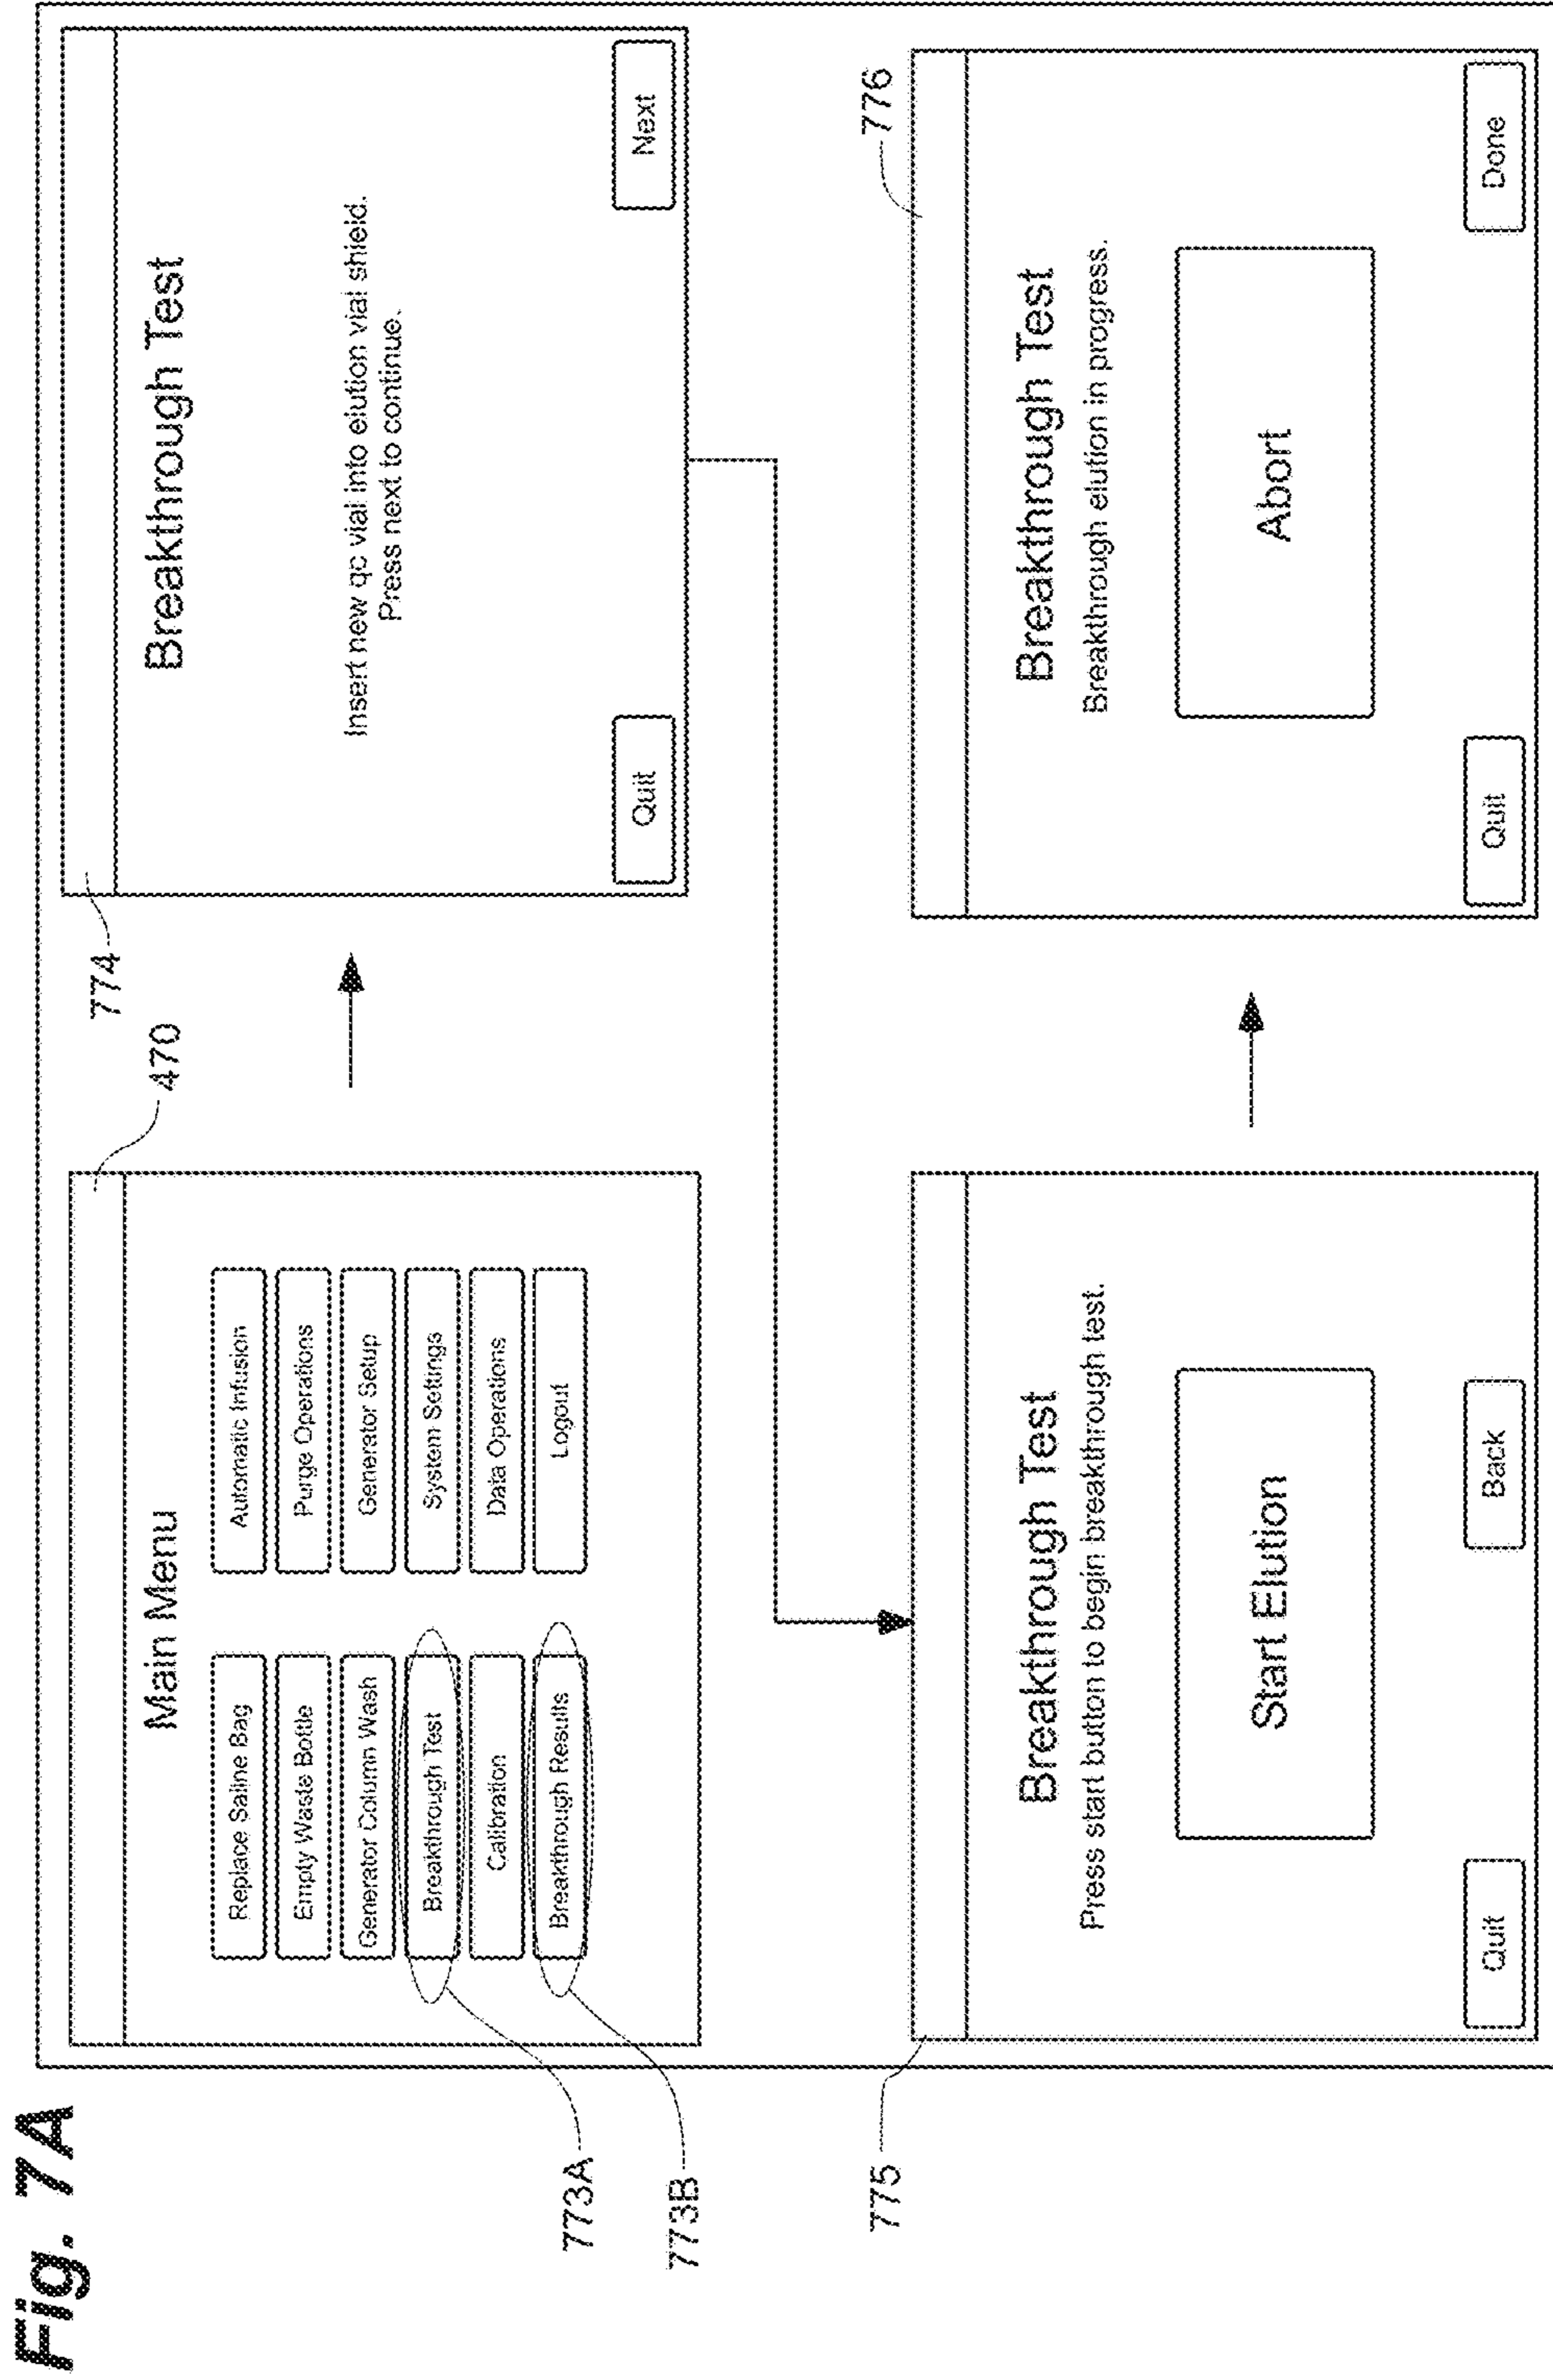 Fig. 7A
470
Main Menu
Replace Saline Bag
Automatic Infusion
Empty Waste Bottle
Purge Operations
Generator Column Wash
Generator Setup
Breakthrough Test
System Settings
Calibration
Data Operations
Breakthrough Results
Logout
773A
773B
774
Breakthrough Test
Insert new qc vial into elution vial shield.
Press next to continue.
Quit
Next
775
Breakthrough Test
Press start button to begin breakthrough test.
Start Elution
Quit
Back
776
Breakthrough Test
Breakthrough elution in progress.
Abort
Quit
Done